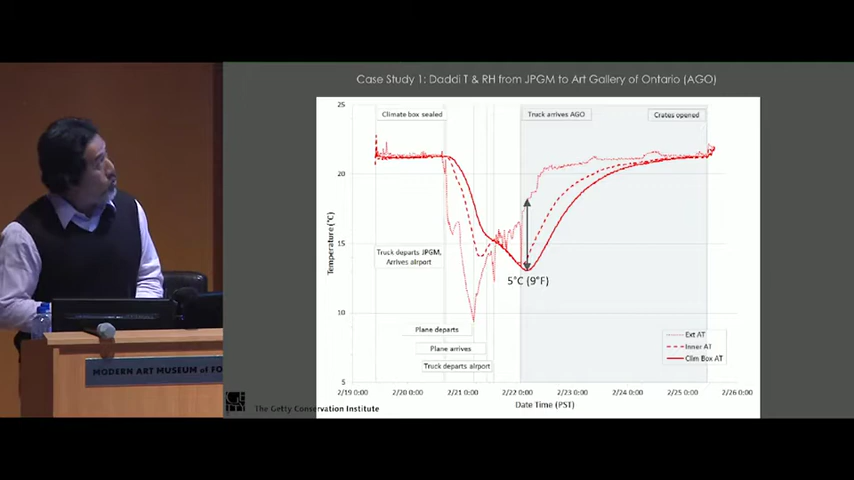 Case Study 1: Daddi T & RH from JPGM to Art Gallery of Ontario (AGO)
25
20
15
10
5
Temperature (°C)
Climate box sealed
Truck arrives AGO
Crates opened
Truck departs JPGM,
Arrives airport
5°C (9°F)
Plane departs
Plane arrives
Truck departs airport
Ext AT
Inner AT
Clim Box AT
2/19 0:00
2/20 0:00
2/21 0:00
2/22 0:00
2/23 0:00
2/24 0:00
2/25 0:00
2/26 0:00
Date Time (PST)
MODERN ART MUSEUM OF FO
The Getty Conservation Institute